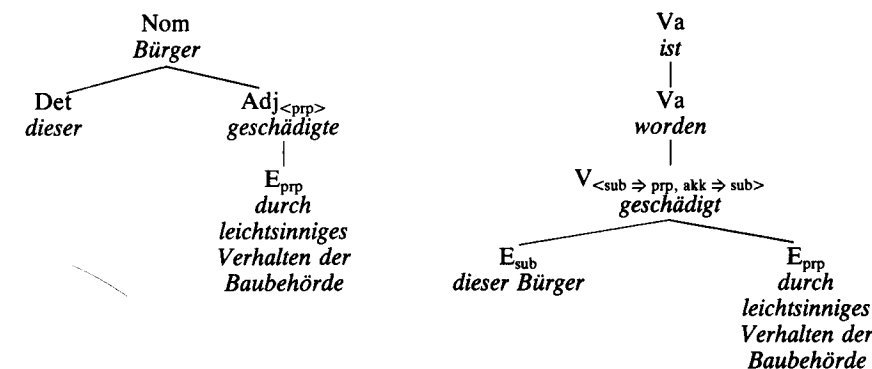 Nom
Bürger
Det
dieser
Adj<prp>
geschädigte
Eprp
durch
leichtsinniges
Verhalten der
Baubehörde
Va
ist
Va
worden
V<sub ⇒ prp, akk ⇒ sub>
geschädigt
Esub
dieser Bürger
Eprp
durch
leichtsinniges
Verhalten der
Baubehörde